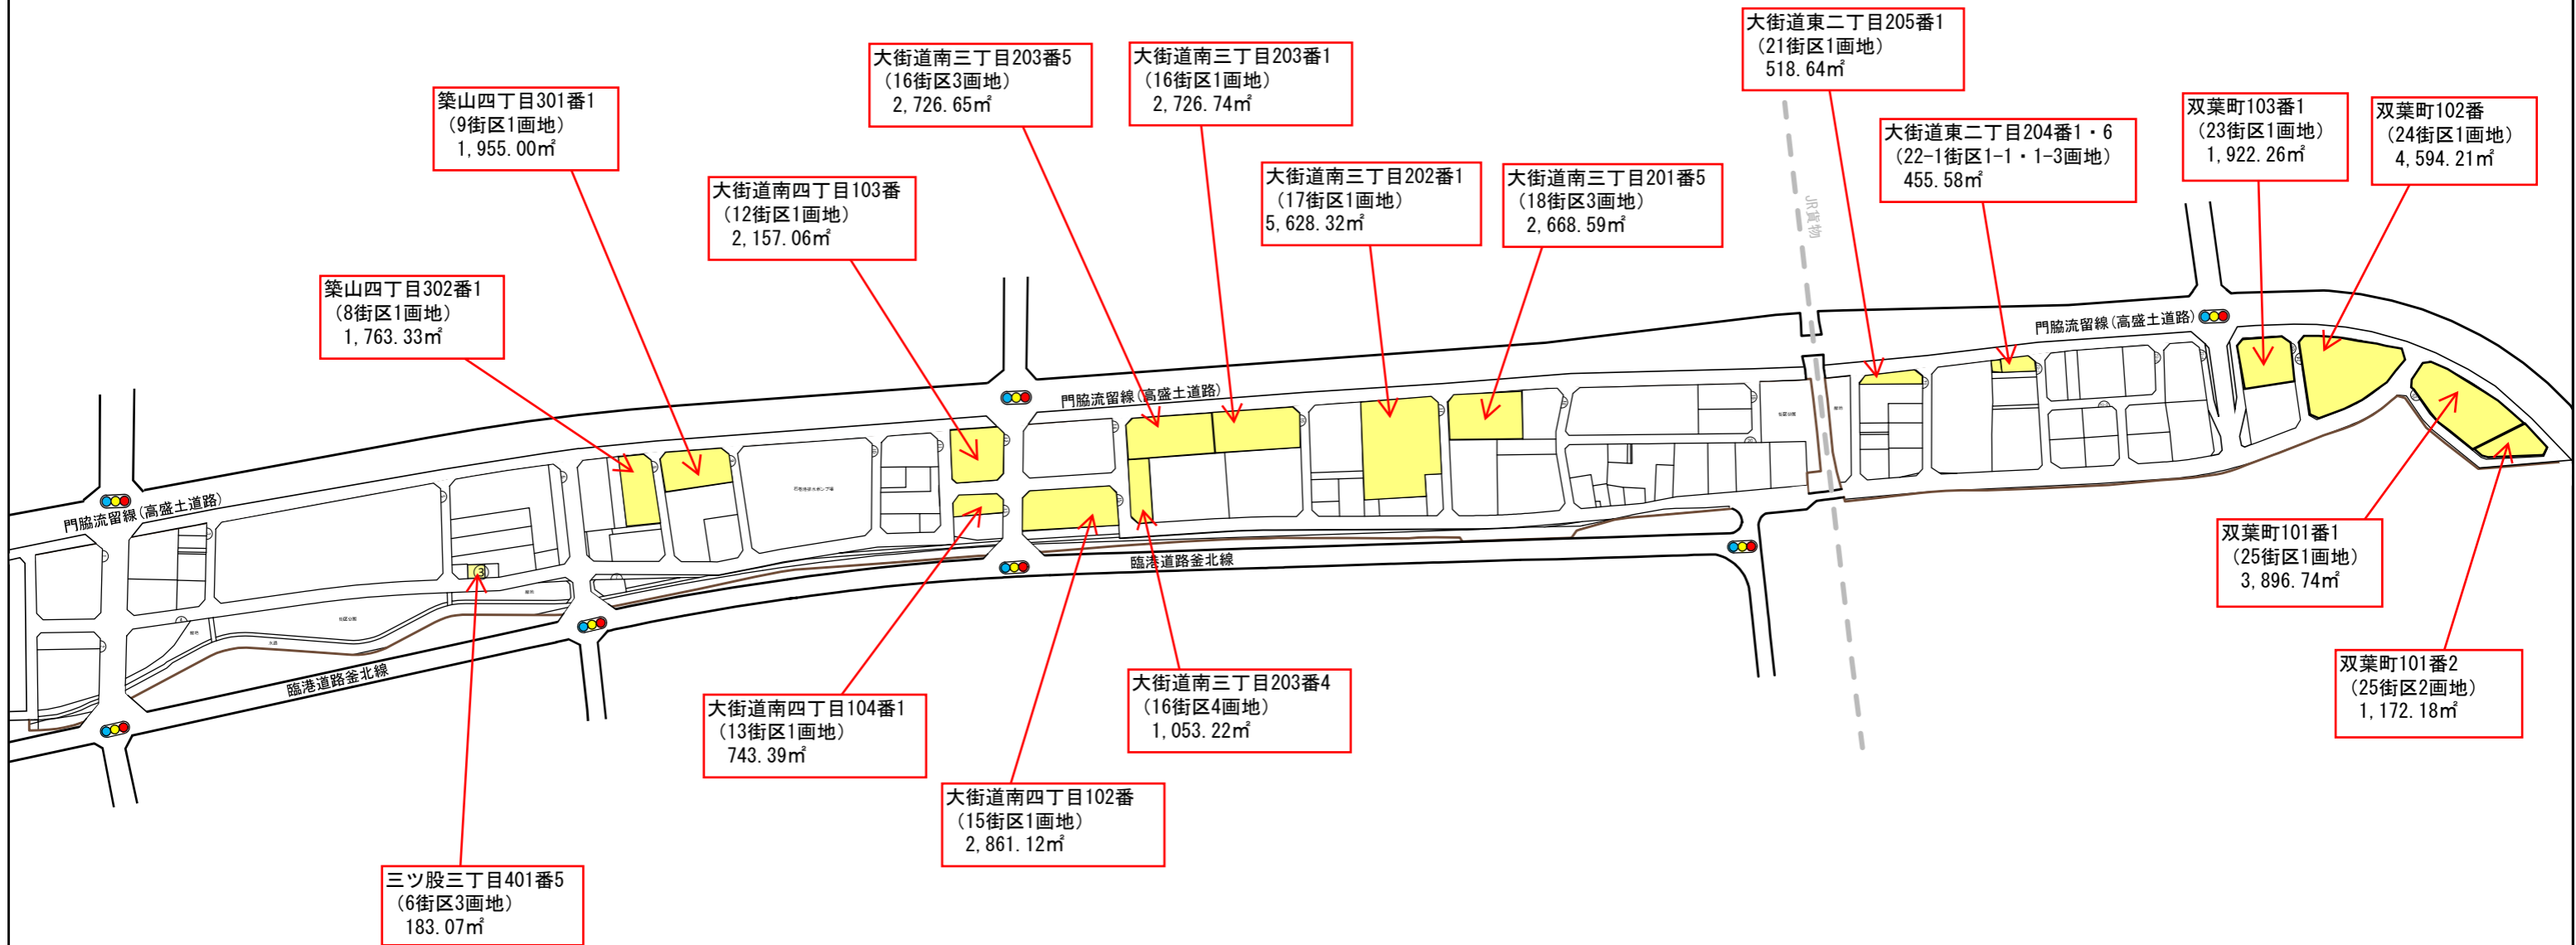 大街道東二丁目205番1
(21街区1画地)
518.64㎡
大街道南三丁目203番5
(16街区3画地)
2,726.65㎡
大街道南三丁目203番1
(16街区1画地)
2,726.74㎡
築山四丁目301番1
(9街区1画地)
1,955.00㎡
双葉町103番1
(23街区1画地)
1,922.26㎡
双葉町102番
(24街区1画地)
4,594.21㎡
大街道東二丁目204番1・6
(22-1街区1-1・1-3画地)
455.58㎡
大街道南四丁目103番
(12街区1画地)
2,157.06㎡
大街道南三丁目202番1
(17街区1画地)
5,628.32㎡
大街道南三丁目201番5
(18街区3画地)
2,668.59㎡
JR貨物
築山四丁目302番1
(8街区1画地)
1,763.33㎡
門脇流留線(高盛土道路)
門脇流留線(高盛土道路)
門脇流留線(高盛土道路)
③
臨港道路釜北線
臨港道路釜北線
双葉町101番1
(25街区1画地)
3,896.74㎡
双葉町101番2
(25街区2画地)
1,172.18㎡
大街道南三丁目203番4
(16街区4画地)
1,053.22㎡
大街道南四丁目104番1
(13街区1画地)
743.39㎡
大街道南四丁目102番
(15街区1画地)
2,861.12㎡
三ツ股三丁目401番5
(6街区3画地)
183.07㎡